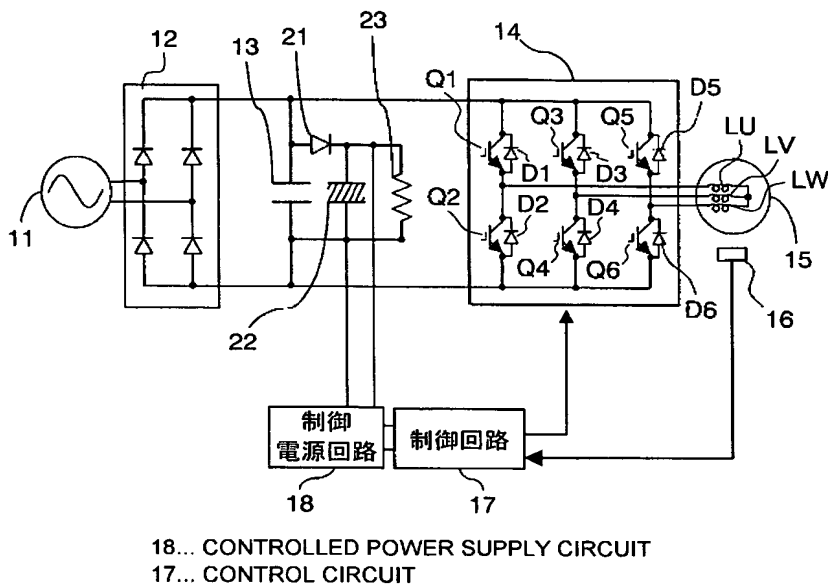 12
13
21
23
14
Q1
Q3
Q5
D5
LU
LV
LW
D1
D3
Q2
D2
D4
Q4
Q6
D6
11
22
15
16
制御
電源回路
制御回路
18
17
18... CONTROLLED POWER SUPPLY CIRCUIT
17... CONTROL CIRCUIT